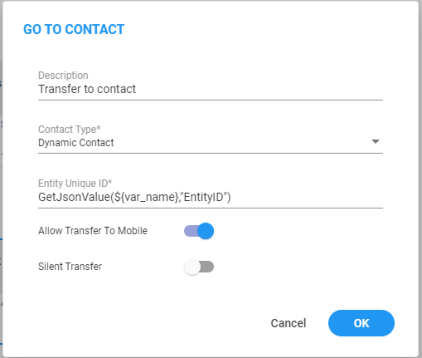 GO TO CONTACT
Description
Transfer to contact
Contact Type*
Dynamic Contact
Entity Unique ID*
GetJsonValue(${var_name},"EntityID")
Allow Transfer To Mobile
Silent Transfer
Cancel OK